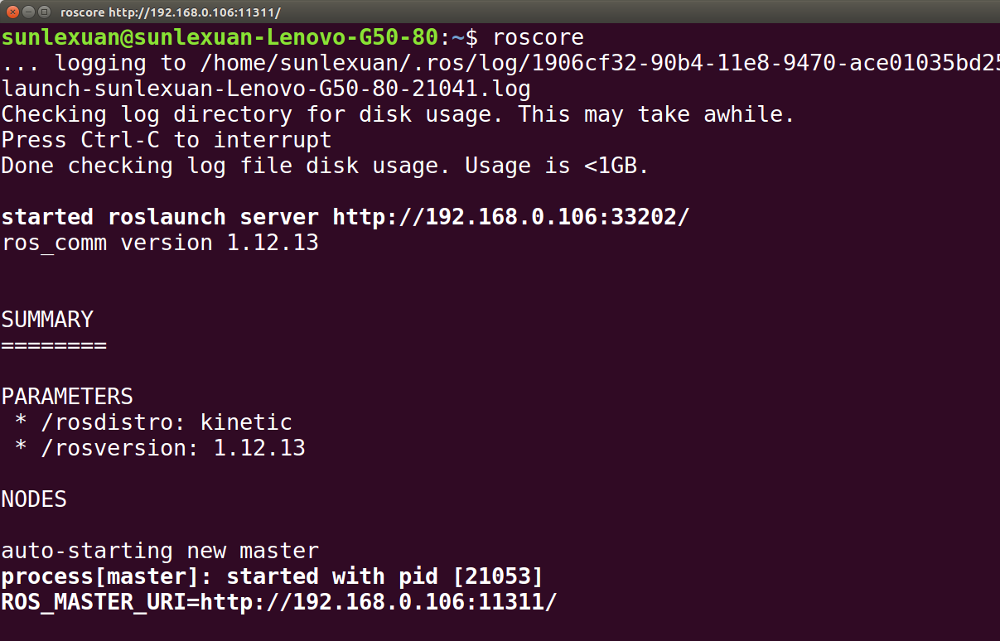 roscore http://192.168.0.106:11311/
sunlexuan@sunlexuan-Lenovo-G50-80:~$ roscore
... logging to /home/sunlexuan/.ros/log/1906cf32-90b4-11e8-9470-ace01035bd25
launch-sunlexuan-Lenovo-G50-80-21041.log
Checking log directory for disk usage. This may take awhile.
Press Ctrl-C to interrupt
Done checking log file disk usage. Usage is <1GB.
started roslaunch server http://192.168.0.106:33202/
ros_comm version 1.12.13
SUMMARY
========
PARAMETERS
 * /rosdistro: kinetic
 * /rosversion: 1.12.13
NODES
auto-starting new master
process[master]: started with pid [21053]
ROS_MASTER_URI=http://192.168.0.106:11311/